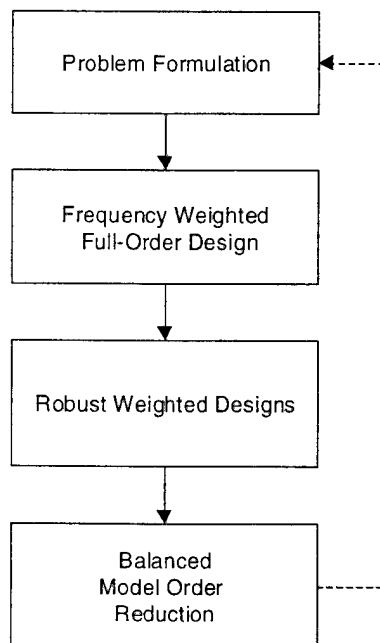 Problem Formulation
Frequency Weighted
Full-Order Design
Robust Weighted Designs
Balanced
Model Order
Reduction